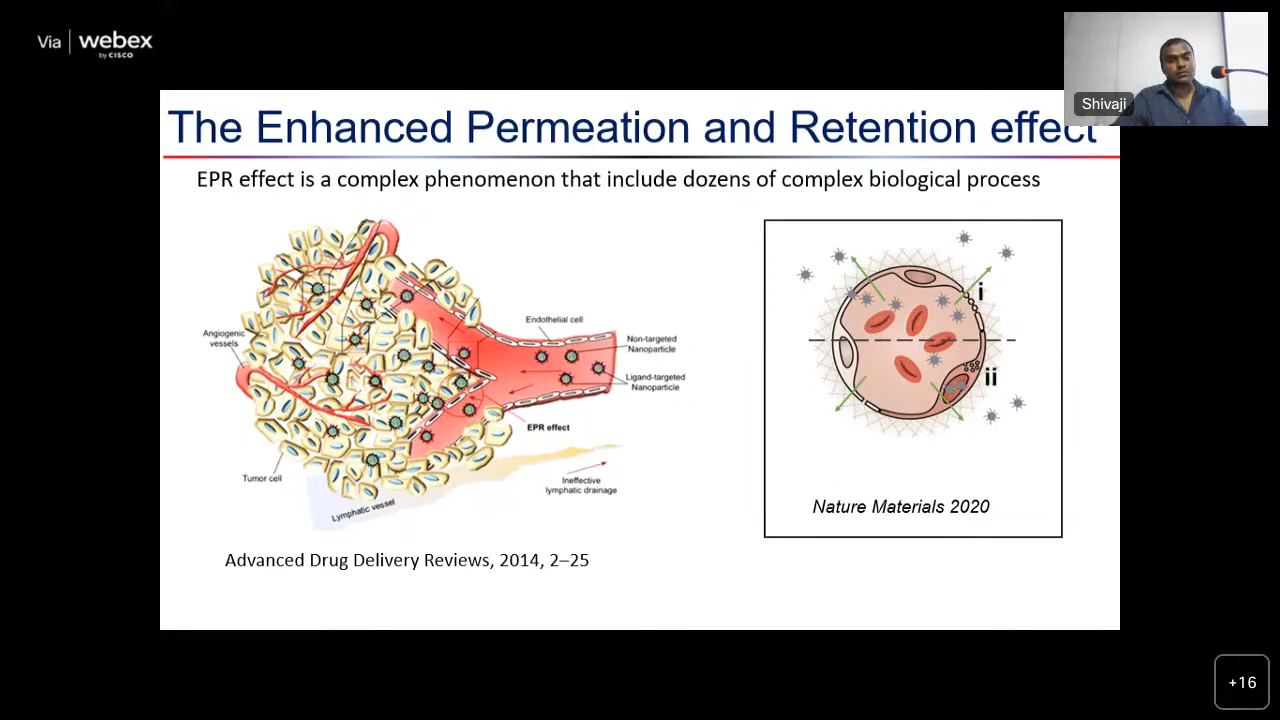 Via webex
by CISCO
Shivaji
The Enhanced Permeation and Retention effect
EPR effect is a complex phenomenon that include dozens of complex biological process
Angiogenic
vessels
Endothelial cell
Non-targeted
Nanoparticle
Ligand-targeted
Nanoparticle
EPR effect
Tumor cell
Ineffective
lymphatic drainage
Lymphatic vessel
Advanced Drug Delivery Reviews, 2014, 2–25
i
ii
Nature Materials 2020
+16